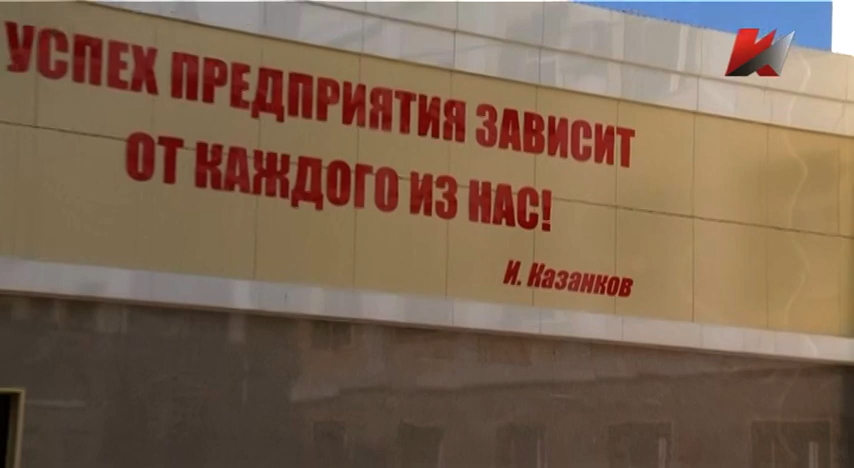 УСПЕХ ПРЕДПРИЯТИЯ ЗАВИСИТ
ОТ КАЖДОГО ИЗ НАС!
И. Казанков